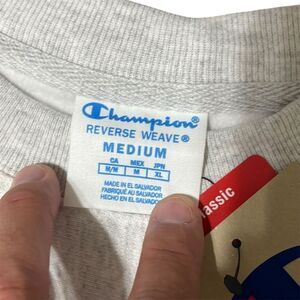 Champion
REVERSE WEAVE®
MEDIUM
CA MEX JPN
M/M M XL
MADE IN EL SALVADOR
FABRIQUÉ AU SALVADOR
HECHO EN EL SALVADOR
lassic